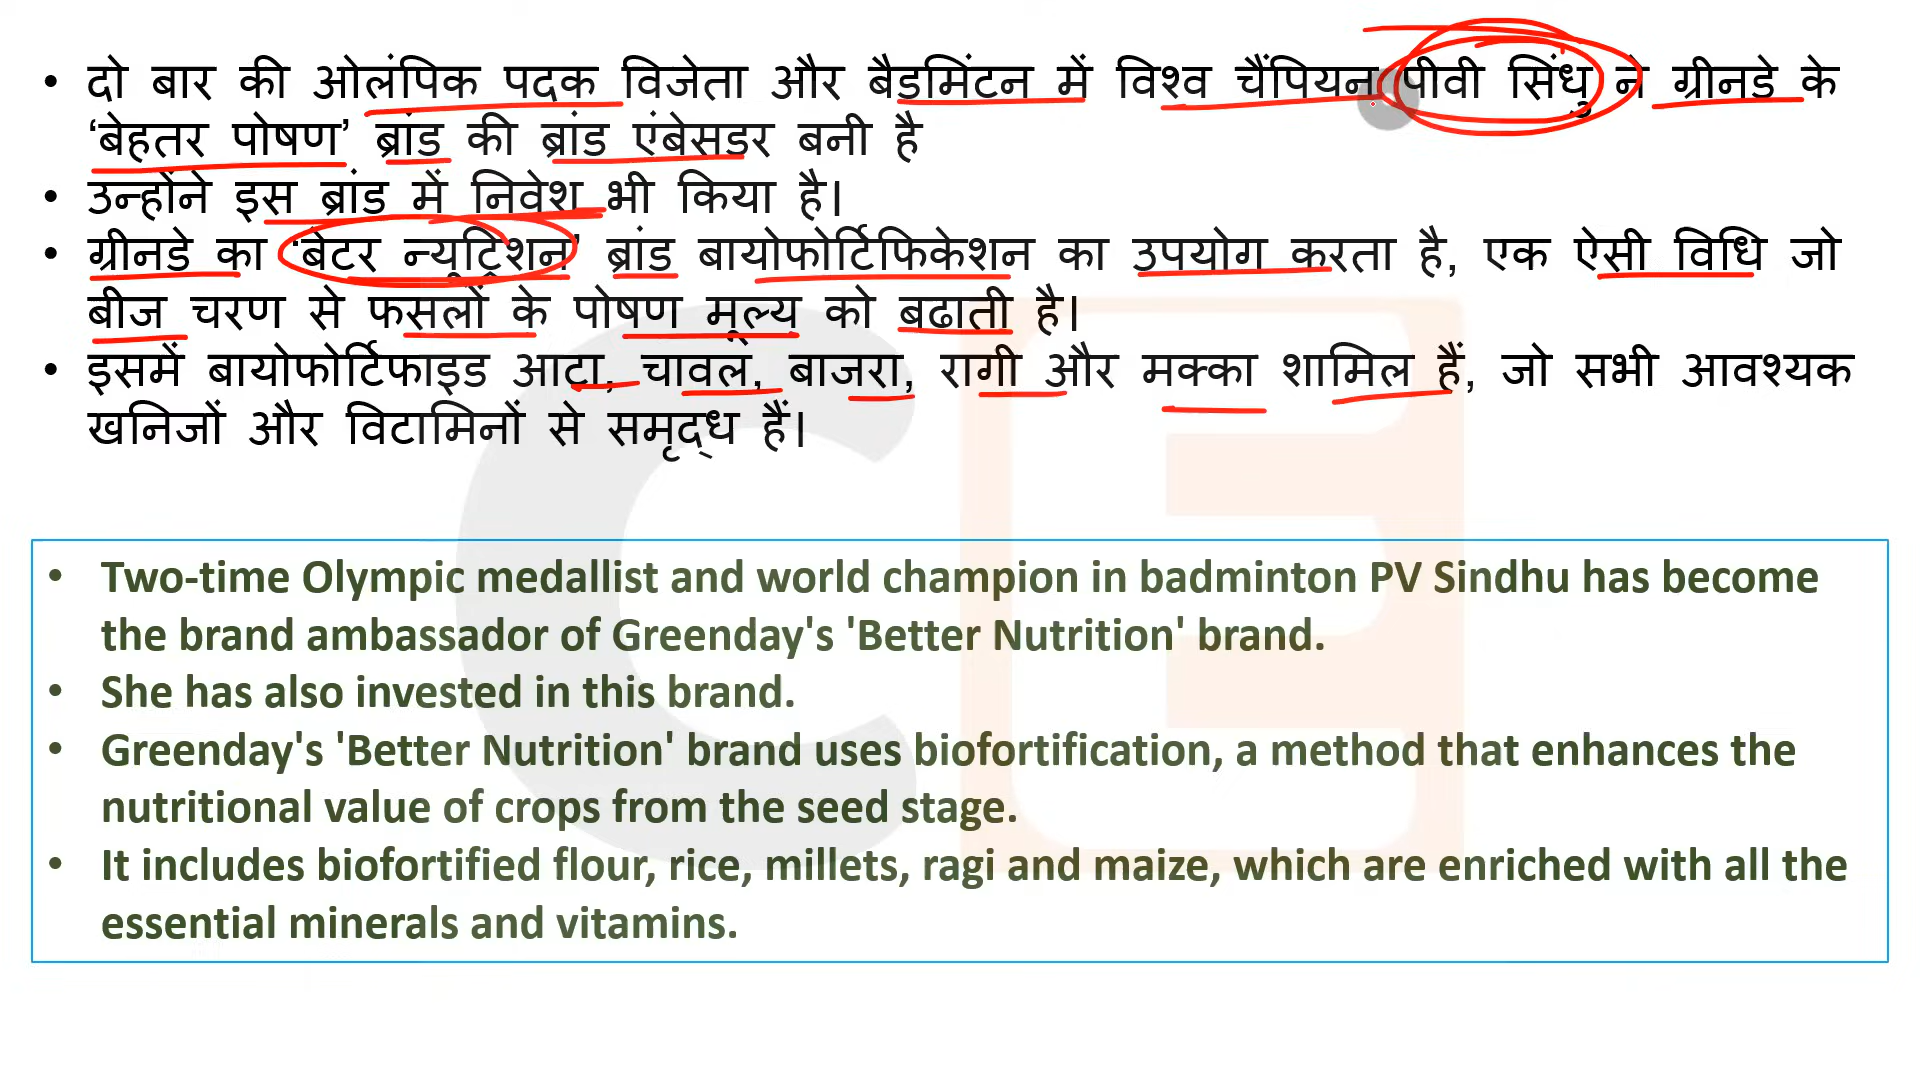 • दो बार की ओलंपिक पदक विजेता और बैडमिंटन में विश्व चैंपियन पीवी सिंधु ने ग्रीनडे के
‘बेहतर पोषण’ ब्रांड की ब्रांड एंबेसडर बनी है
• उन्होंने इस ब्रांड में निवेश भी किया है।
• ग्रीनडे का 'बेटर न्यूट्रिशन' ब्रांड बायोफोर्टिफिकेशन का उपयोग करता है, एक ऐसी विधि जो
बीज चरण से फसलों के पोषण मूल्य को बढाती है।
• इसमें बायोफोर्टिफाइड आटा, चावल, बाजरा, रागी और मक्का शामिल हैं, जो सभी आवश्यक
खनिजों और विटामिनों से समृद्ध हैं।
• Two-time Olympic medallist and world champion in badminton PV Sindhu has become
the brand ambassador of Greenday's 'Better Nutrition' brand.
• She has also invested in this brand.
• Greenday's 'Better Nutrition' brand uses biofortification, a method that enhances the
nutritional value of crops from the seed stage.
• It includes biofortified flour, rice, millets, ragi and maize, which are enriched with all the
essential minerals and vitamins.
CE